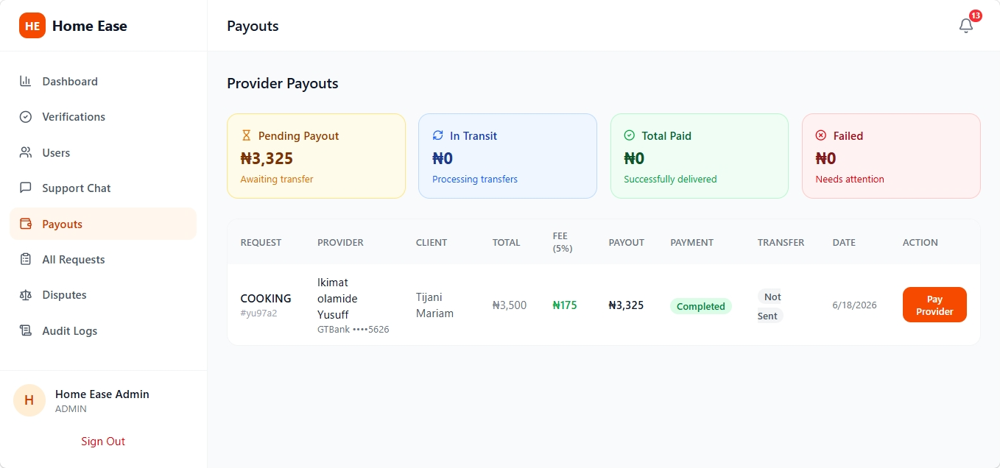 HE Home Ease
Payouts
13
Dashboard
Verifications
Users
Support Chat
Payouts
All Requests
Disputes
Audit Logs
H
Home Ease Admin
ADMIN
Sign Out
Provider Payouts
Pending Payout
₦3,325
Awaiting transfer
In Transit
₦0
Processing transfers
Total Paid
₦0
Successfully delivered
Failed
₦0
Needs attention
REQUEST PROVIDER CLIENT TOTAL FEE (5%) PAYOUT PAYMENT TRANSFER DATE ACTION
COOKING
#yu97a2
Ikimat
olamide
Yusuff
GTBank ••••5626
Tijani
Mariam
₦3,500
₦175
₦3,325
Completed
Not
Sent
6/18/2026
Pay
Provider